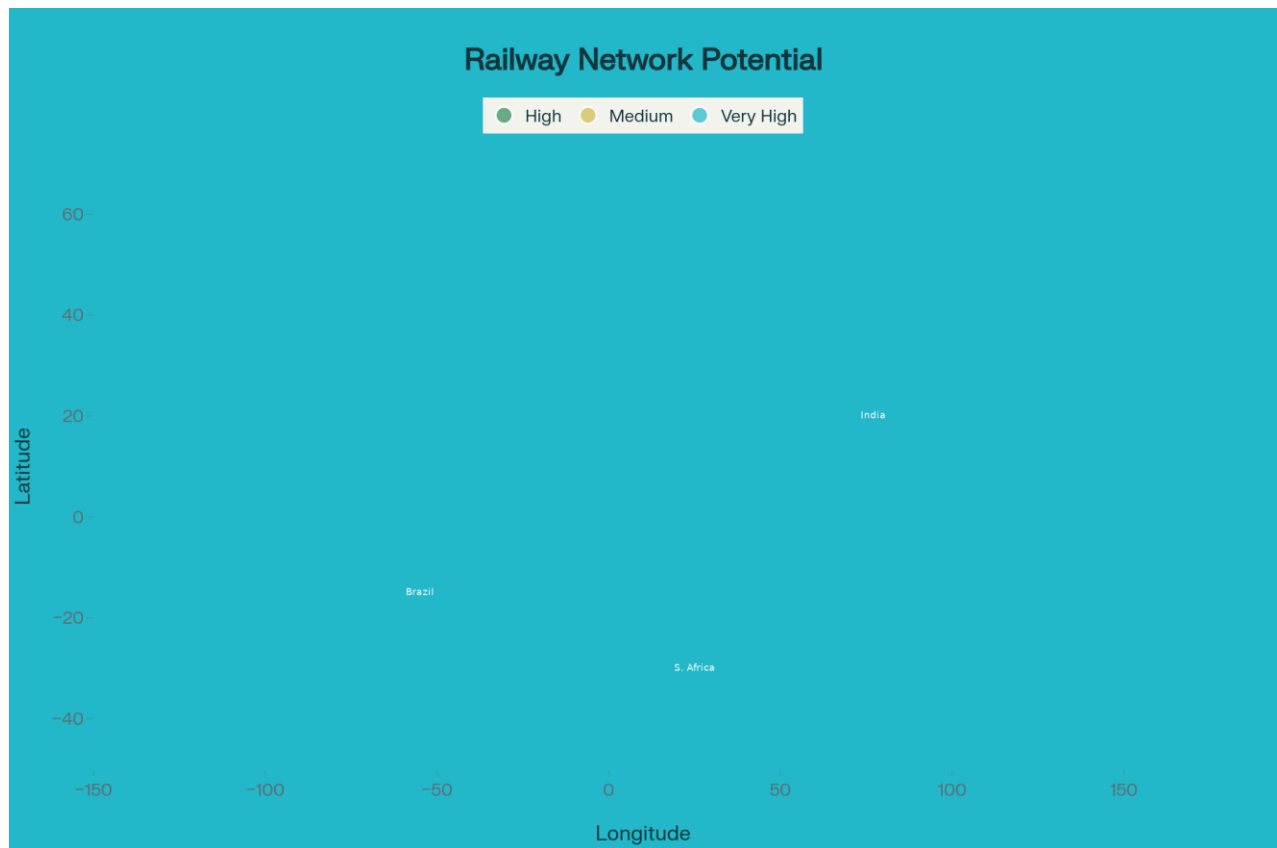 Railway Network Potential
High Medium Very High
60
40
20
India
Latitude
0
Brazil
−20
S. Africa
−40
−150 −100 −50 0 50 100 150
Longitude